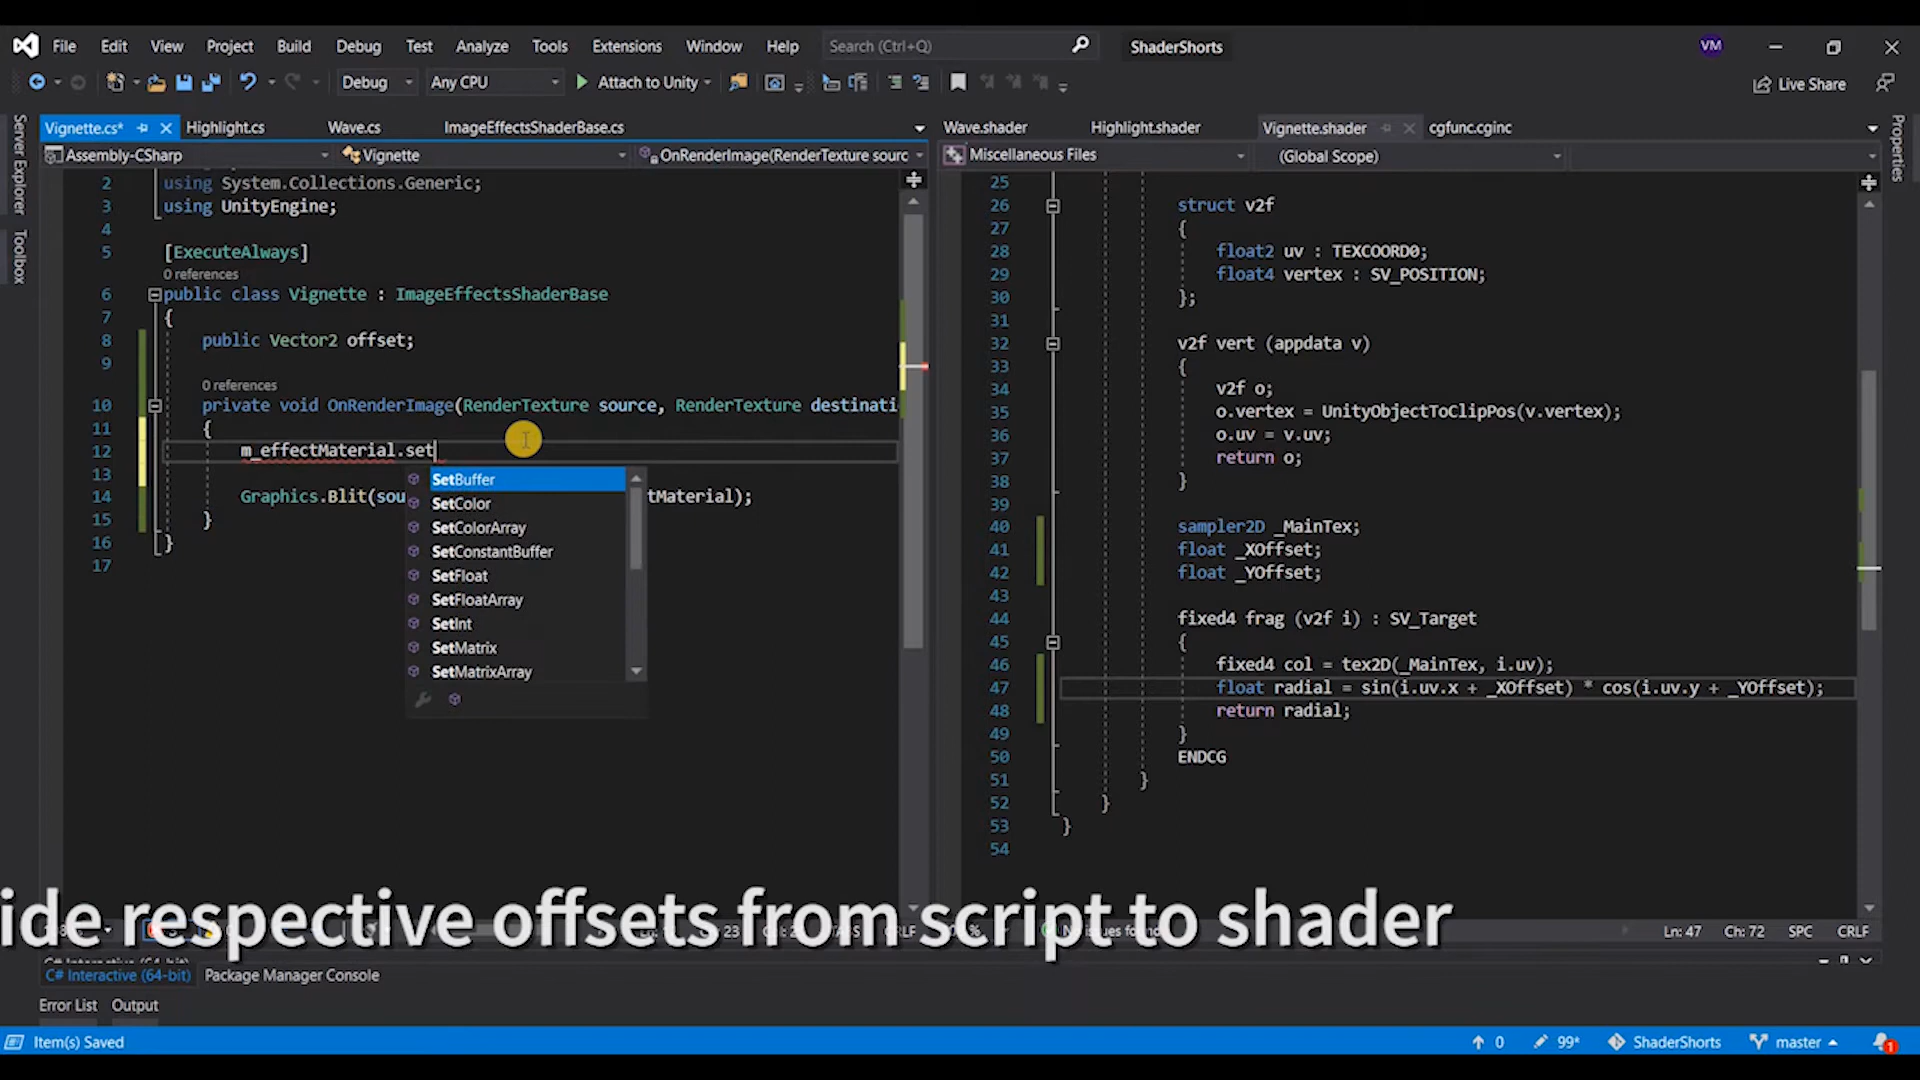 File Edit View Project Build Debug Test Analyze Tools Extensions Window Help Search (Ctrl+Q) ShaderShorts VM
Debug Any CPU Attach to Unity Live Share
Server Explorer
Toolbox
Vignette.cs* Highlight.cs Wave.cs ImageEffectsShaderBase.cs
Assembly-CSharp Vignette OnRenderImage(RenderTexture sourc
2 using System.Collections.Generic;
3 using UnityEngine;
4
5 [ExecuteAlways]
0 references
6 public class Vignette : ImageEffectsShaderBase
7 {
8 public Vector2 offset;
9
0 references
10 private void OnRenderImage(RenderTexture source, RenderTexture destinati
11 {
12 m_effectMaterial.set
13
14 Graphics.Blit(sou tMaterial);
15 }
16 }
17
SetBuffer
SetColor
SetColorArray
SetConstantBuffer
SetFloat
SetFloatArray
SetInt
SetMatrix
SetMatrixArray
Wave.shader Highlight.shader Vignette.shader cgfunc.cginc
Miscellaneous Files (Global Scope)
25
26 struct v2f
27 {
28 float2 uv : TEXCOORD0;
29 float4 vertex : SV_POSITION;
30 };
31
32 v2f vert (appdata v)
33 {
34 v2f o;
35 o.vertex = UnityObjectToClipPos(v.vertex);
36 o.uv = v.uv;
37 return o;
38 }
39
40 sampler2D _MainTex;
41 float _XOffset;
42 float _YOffset;
43
44 fixed4 frag (v2f i) : SV_Target
45 {
46 fixed4 col = tex2D(_MainTex, i.uv);
47 float radial = sin(i.uv.x + _XOffset) * cos(i.uv.y + _YOffset);
48 return radial;
49 }
50 ENDCG
51 }
52 }
53 }
54
Properties
ide respective offsets from script to shader
Ln: 47 Ch: 72 SPC CRLF
C# Interactive (64-bit) Package Manager Console
Error List Output
Item(s) Saved 0 99* ShaderShorts master 1